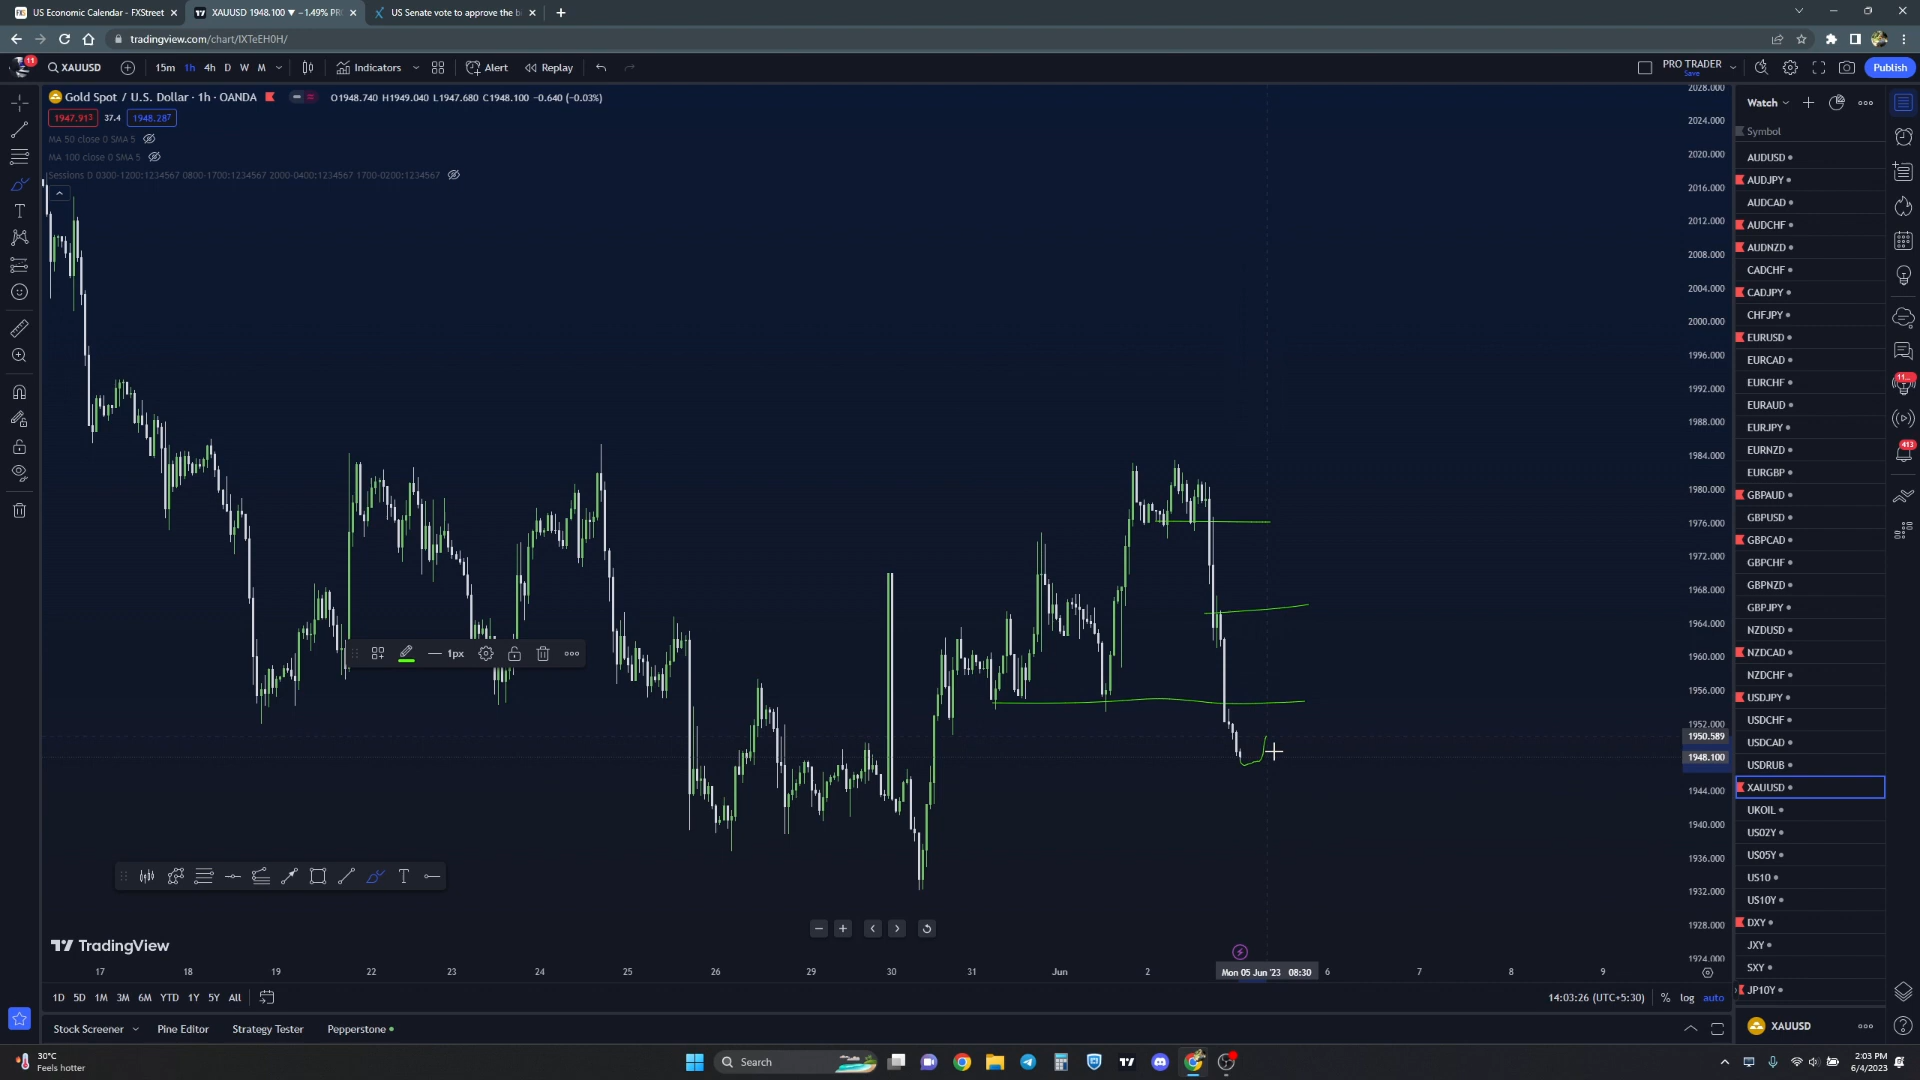 US Economic Calendar - FXStreet
XAUUSD 1948.100 ▼ −1.49% PR
US Senate vote to approve the b
tradingview.com/chart/IXTeEH0H/
11
XAUUSD
15m 1h 4h D W M
Indicators
Alert
Replay
PRO TRADER
Save
Publish
Gold Spot / U.S. Dollar · 1h · OANDA
O1948.740 H1949.040 L1947.680 C1948.100 −0.640 (−0.03%)
1947.913 37.4 1948.287
MA 50 close 0 SMA 5
MA 100 close 0 SMA 5
Sessions D 0300-1200:1234567 0800-1700:1234567 2000-0400:1234567 1700-0200:1234567
2028.000
2024.000
2020.000
2016.000
2012.000
2008.000
2004.000
2000.000
1996.000
1992.000
1988.000
1984.000
1980.000
1976.000
1972.000
1968.000
1964.000
1960.000
1956.000
1952.000
1950.589
1948.100
1944.000
1940.000
1936.000
1932.000
1928.000
1924.000
1px
TradingView
17 18 19 22 23 24 25 26 29 30 31 Jun 2 Mon 05 Jun '23 08:30 6 7 8 9
1D 5D 1M 3M 6M YTD 1Y 5Y All
14:03:26 (UTC+5:30) % log auto
Stock Screener Pine Editor Strategy Tester Pepperstone
Watch
Symbol
AUDUSD
AUDJPY
AUDCAD
AUDCHF
AUDNZD
CADCHF
CADJPY
CHFJPY
EURUSD
EURCAD
EURCHF
EURAUD
EURJPY
EURNZD
EURGBP
GBPAUD
GBPUSD
GBPCAD
GBPCHF
GBPNZD
GBPJPY
NZDUSD
NZDCAD
NZDCHF
USDJPY
USDCHF
USDCAD
USDRUB
XAUUSD
UKOIL
US02Y
US05Y
US10
US10Y
DXY
JXY
SXY
JP10Y
XAUUSD
11...
413
30°C
Feels hotter
Search
2:03 PM
6/4/2023